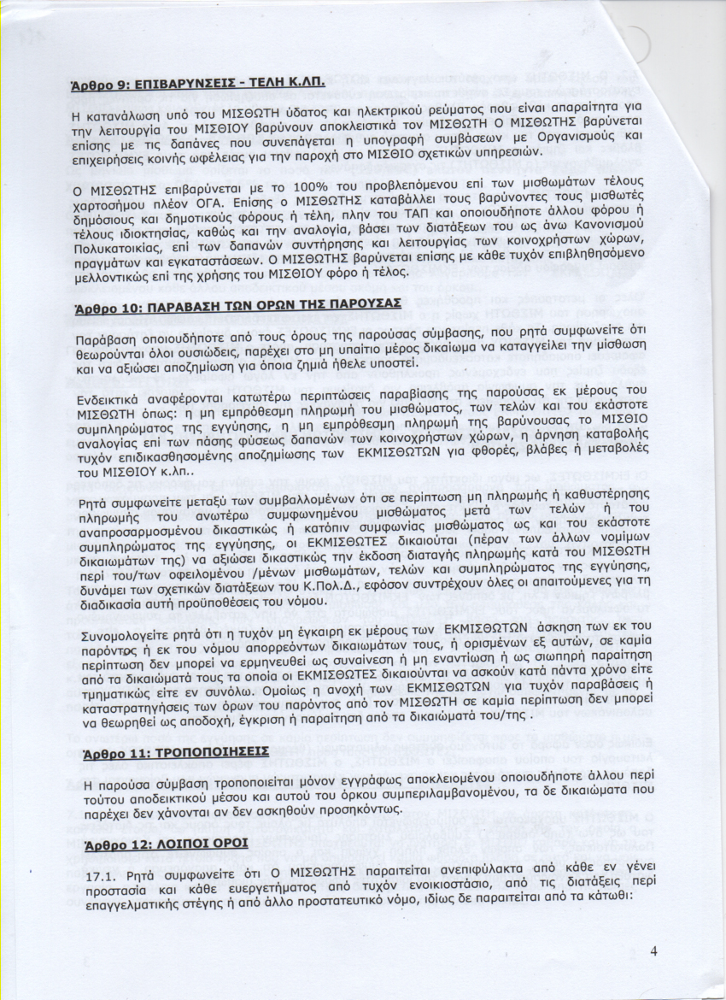 Άρθρο 9: ΕΠΙΒΑΡΥΝΣΕΙΣ – ΤΕΛΗ Κ.ΛΠ.
Η κατανάλωση υπό του ΜΙΣΘΩΤΗ ύδατος και ηλεκτρικού ρεύματος που είναι απαραίτητα για
την λειτουργία του ΜΙΣΘΙΟΥ βαρύνουν αποκλειστικά τον ΜΙΣΘΩΤΗ Ο ΜΙΣΘΩΤΗΣ βαρύνεται
επίσης με τις δαπάνες που συνεπάγεται η υπογραφή συμβάσεων με Οργανισμούς και
επιχειρήσεις κοινής ωφέλειας για την παροχή στο ΜΙΣΘΙΟ σχετικών υπηρεσιών.
Ο ΜΙΣΘΩΤΗΣ επιβαρύνεται με το 100% του προβλεπόμενου επί των μισθωμάτων τέλους
χαρτοσήμου πλέον ΟΓΑ. Επίσης ο ΜΙΣΘΩΤΗΣ καταβάλλει τους βαρύνοντες τους μισθωτές
δημόσιους και δημοτικούς φόρους ή τέλη, πλην του ΤΑΠ και οποιουδήποτε άλλου φόρου ή
τέλους ιδιοκτησίας, καθώς και την αναλογία, βάσει των διατάξεων του ως άνω Κανονισμού
Πολυκατοικίας, επί των δαπανών συντήρησης και λειτουργίας των κοινοχρήστων χώρων,
πραγμάτων και εγκαταστάσεων. Ο ΜΙΣΘΩΤΗΣ βαρύνεται επίσης με κάθε τυχόν επιβληθησόμενο
μελλοντικώς επί της χρήσης του ΜΙΣΘΙΟΥ φόρο ή τέλος.
Άρθρο 10: ΠΑΡΑΒΑΣΗ ΤΩΝ ΟΡΩΝ ΤΗΣ ΠΑΡΟΥΣΑΣ
Παράβαση οποιουδήποτε από τους όρους της παρούσας σύμβασης, που ρητά συμφωνείτε ότι
θεωρούνται όλοι ουσιώδεις, παρέχει στο μη υπαίτιο μέρος δικαίωμα να καταγγείλει την μίσθωση
και να αξιώσει αποζημίωση για όποια ζημιά ήθελε υποστεί.
Ενδεικτικά αναφέρονται κατωτέρω περιπτώσεις παραβίασης της παρούσας εκ μέρους του
ΜΙΣΘΩΤΗ όπως: η μη εμπρόθεσμη πληρωμή του μισθώματος, των τελών και του εκάστοτε
συμπληρώματος της εγγύησης, η μη εμπρόθεσμη πληρωμή της βαρύνουσας το ΜΙΣΘΙΟ
αναλογίας επί των πάσης φύσεως δαπανών των κοινοχρήστων χώρων, η άρνηση καταβολής
τυχόν επιδικασθησομένης αποζημίωσης των ΕΚΜΙΣΘΩΤΩΝ για φθορές, βλάβες ή μεταβολές
του ΜΙΣΘΙΟΥ κ.λπ..
Ρητά συμφωνείτε μεταξύ των συμβαλλομένων ότι σε περίπτωση μη πληρωμής ή καθυστέρησης
πληρωμής του ανωτέρω συμφωνημένου μισθώματος μετά των τελών ή του
αναπροσαρμοσμένου δικαστικώς ή κατόπιν συμφωνίας μισθώματος ως και του εκάστοτε
συμπληρώματος της εγγύησης, οι ΕΚΜΙΣΘΩΤΕΣ δικαιούται (πέραν των άλλων νομίμων
δικαιωμάτων της) να αξιώσει δικαστικώς την έκδοση διαταγής πληρωμής κατά του ΜΙΣΘΩΤΗ
περί του/των οφειλομένου /μένων μισθωμάτων, τελών και συμπληρώματος της εγγύησης,
δυνάμει των σχετικών διατάξεων του Κ.Πολ.Δ., εφόσον συντρέχουν όλες οι απαιτούμενες για τη
διαδικασία αυτή προϋποθέσεις του νόμου.
Συνομολογείτε ρητά ότι η τυχόν μη έγκαιρη εκ μέρους των ΕΚΜΙΣΘΩΤΩΝ άσκηση των εκ του
παρόντος ή εκ του νόμου απορρεόντων δικαιωμάτων τους, ή ορισμένων εξ αυτών, σε καμία
περίπτωση δεν μπορεί να ερμηνευθεί ως συναίνεση ή μη εναντίωση ή ως σιωπηρή παραίτηση
από τα δικαιώματά τους τα οποία οι ΕΚΜΙΣΘΩΤΕΣ δικαιούνται να ασκούν κατά πάντα χρόνο είτε
τμηματικώς είτε εν συνόλω. Ομοίως η ανοχή των ΕΚΜΙΣΘΩΤΩΝ για τυχόν παραβάσεις ή
καταστρατηγήσεις των όρων του παρόντος από τον ΜΙΣΘΩΤΗ σε καμία περίπτωση δεν μπορεί
να θεωρηθεί ως αποδοχή, έγκριση ή παραίτηση από τα δικαιώματά του/της .
Άρθρο 11: ΤΡΟΠΟΠΟΙΗΣΕΙΣ
Η παρούσα σύμβαση τροποποιείται μόνον εγγράφως αποκλειομένου οποιουδήποτε άλλου περί
τούτου αποδεικτικού μέσου και αυτού του όρκου συμπεριλαμβανομένου, τα δε δικαιώματα που
παρέχει δεν χάνονται αν δεν ασκηθούν προσηκόντως.
Άρθρο 12: ΛΟΙΠΟΙ ΟΡΟΙ
17.1. Ρητά συμφωνείτε ότι Ο ΜΙΣΘΩΤΗΣ παραιτείται ανεπιφύλακτα από κάθε εν γένει
προστασία και κάθε ευεργετήματος από τυχόν ενοικιοστάσιο, από τις διατάξεις περί
επαγγελματικής στέγης ή από άλλο προστατευτικό νόμο, ιδίως δε παραιτείται από τα κάτωθι:
4